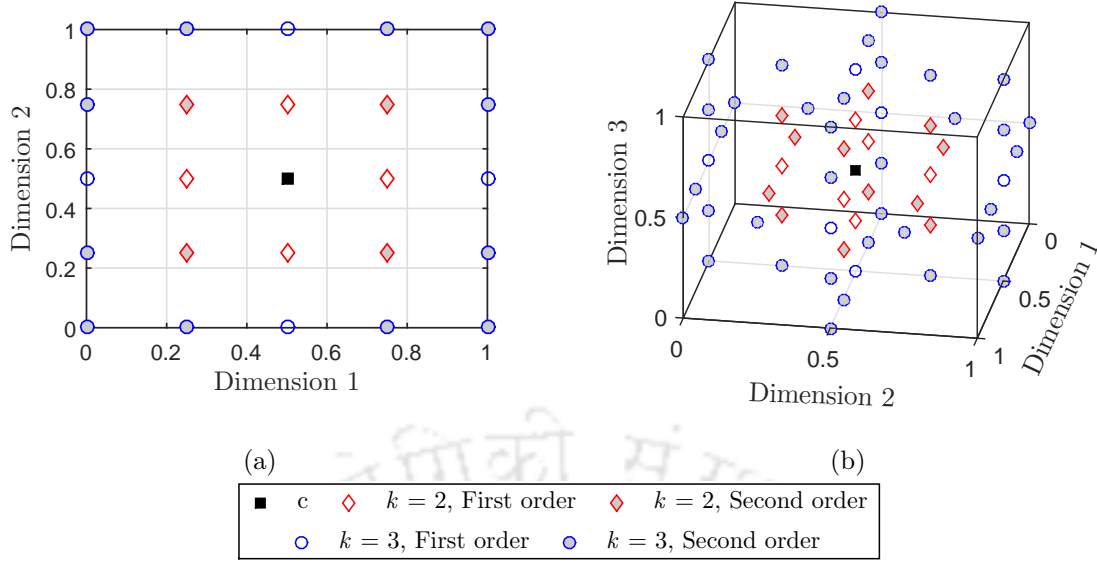 1
0.8
0.6
0.4
0.2
0
0 0.2 0.4 0.6 0.8 1
Dimension 1
Dimension 2
1
0.5
0
0 0.5 1
1 0.5 0
Dimension 3
Dimension 2
Dimension 1
(a) (b)
c k = 2, First order k = 2, Second order
k = 3, First order k = 3, Second order